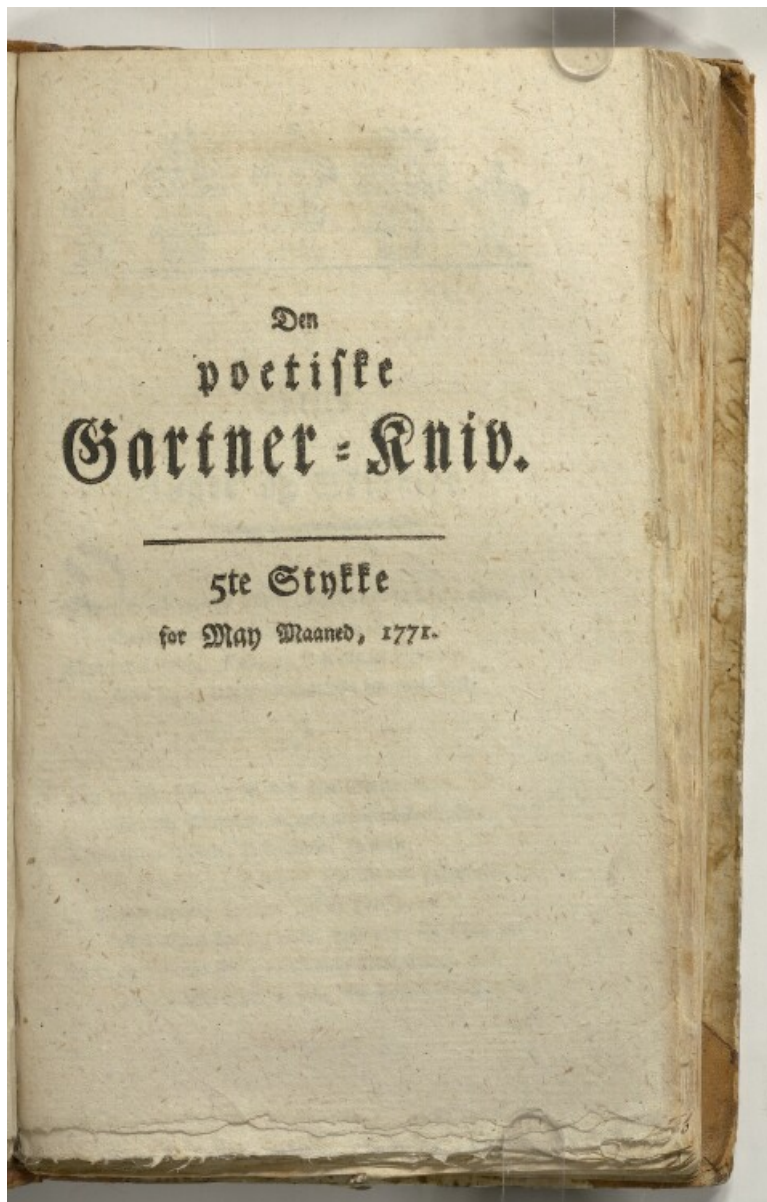 Den
poetiske
Gartner-Kniv.
5te Stykke
for May Maaned, 1771.